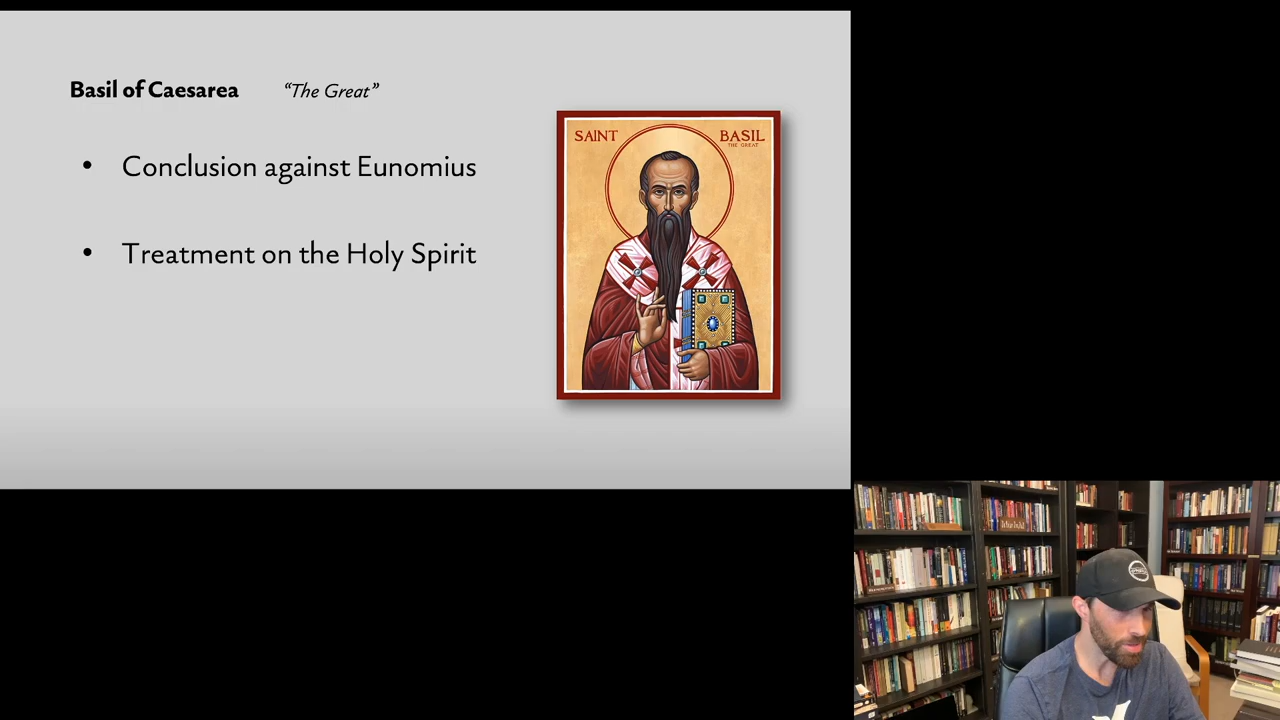 Basil of Caesarea “The Great”
• Conclusion against Eunomius
• Treatment on the Holy Spirit
SAINT BASIL
THE GREAT